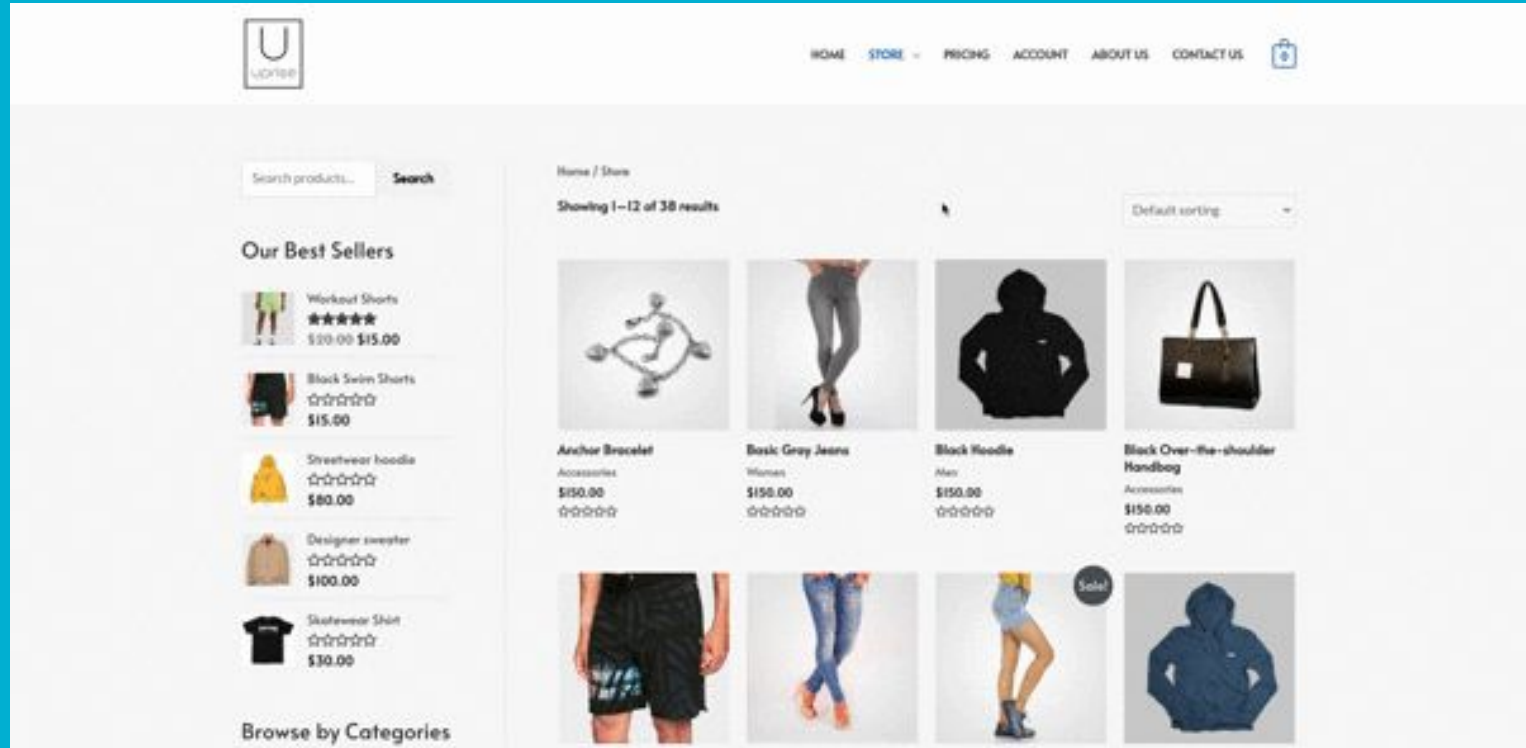 U
uprise
HOME STORE PRICING ACCOUNT ABOUT US CONTACT US 0
Search products... Search
Our Best Sellers
Workout Shorts
$20.00 $15.00
Black Swim Shorts
$15.00
Streetwear hoodie
$80.00
Designer sweater
$100.00
Skatewear Shirt
$30.00
Browse by Categories
Home / Store
Showing 1–12 of 38 results
Default sorting
Anchor Bracelet
Accessories
$150.00
Basic Gray Jeans
Women
$150.00
Black Hoodie
Men
$150.00
Black Over-the-shoulder
Handbag
Accessories
$150.00
Sale!